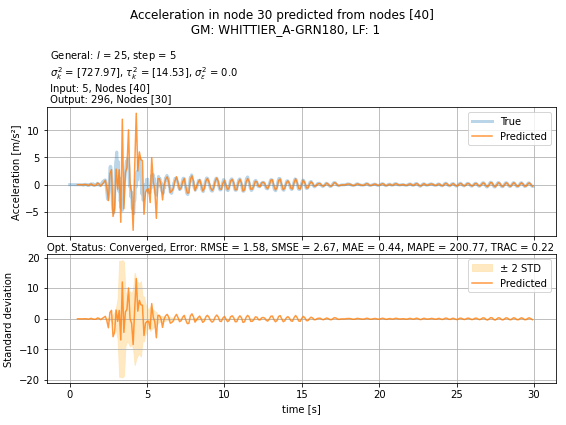 Acceleration in node 30 predicted from nodes [40]
GM: WHITTIER_A-GRN180, LF: 1
General: l = 25, step = 5
σ²ₖ = [727.97], τ²ₖ = [14.53], σ²ε = 0.0
Input: 5, Nodes [40]
Output: 296, Nodes [30]
Acceleration [m/s²]
10
5
0
−5
True
Predicted
Opt. Status: Converged, Error: RMSE = 1.58, SMSE = 2.67, MAE = 0.44, MAPE = 200.77, TRAC = 0.22
Standard deviation
20
10
0
−10
−20
± 2 STD
Predicted
0 5 10 15 20 25 30
time [s]